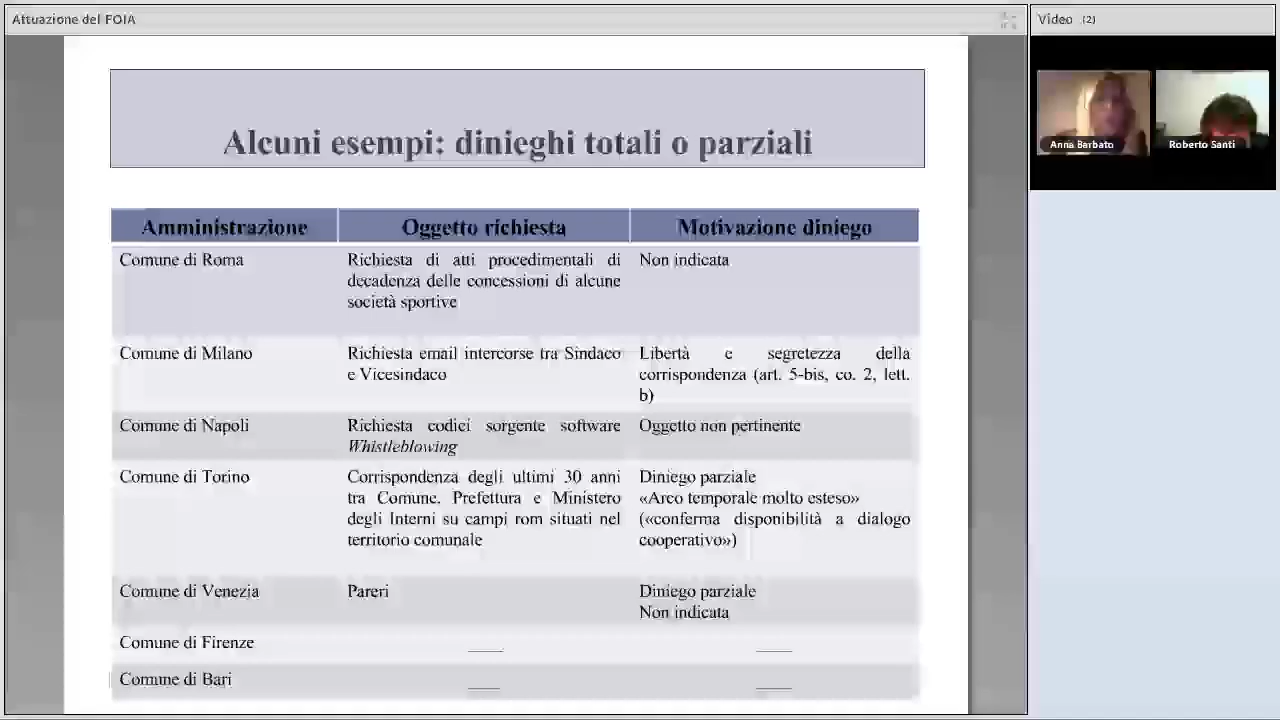 Attuazione del FOIA
Video (2)
Anna Barbato
Roberto Santi
Alcuni esempi: dinieghi totali o parziali
Amministrazione Oggetto richiesta Motivazione diniego
Comune di Roma Richiesta di atti procedimentali di Non indicata
decadenza delle concessioni di alcune
società sportive
Comune di Milano Richiesta email intercorse tra Sindaco Libertà e segretezza della
e Vicesindaco corrispondenza (art. 5-bis, co. 2, lett.
b)
Comune di Napoli Richiesta codici sorgente software Oggetto non pertinente
Whistleblowing
Comune di Torino Corrispondenza degli ultimi 30 anni Diniego parziale
tra Comune, Prefettura e Ministero «Arco temporale molto esteso»
degli Interni su campi rom situati nel («conferma disponibilità a dialogo
territorio comunale cooperativo»)
Comune di Venezia Pareri Diniego parziale
Non indicata
Comune di Firenze
Comune di Bari